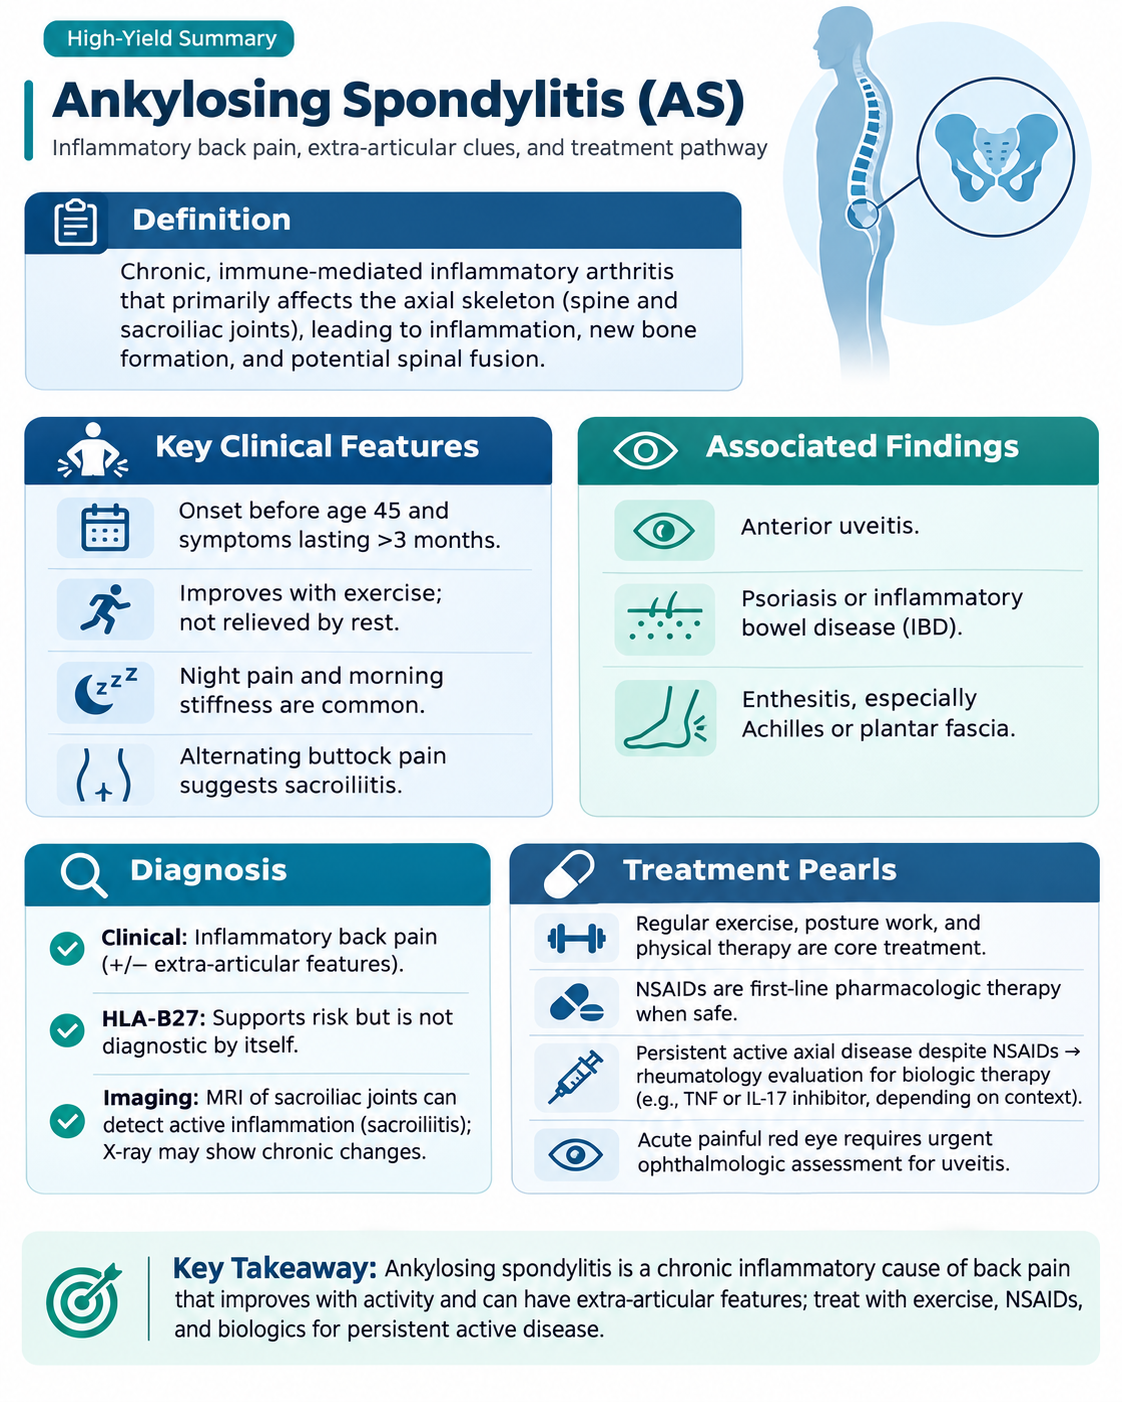 High-Yield Summary
Ankylosing Spondylitis (AS)
Inflammatory back pain, extra-articular clues, and treatment pathway
Definition
Chronic, immune-mediated inflammatory arthritis
that primarily affects the axial skeleton (spine and
sacroiliac joints), leading to inflammation, new bone
formation, and potential spinal fusion.
Key Clinical Features
Onset before age 45 and
symptoms lasting >3 months.
Improves with exercise;
not relieved by rest.
zzz
Night pain and morning
stiffness are common.
Alternating buttock pain
suggests sacroiliitis.
Associated Findings
Anterior uveitis.
Psoriasis or inflammatory
bowel disease (IBD).
Enthesitis, especially
Achilles or plantar fascia.
Diagnosis
Clinical: Inflammatory back pain
(+/− extra-articular features).
HLA-B27: Supports risk but is not
diagnostic by itself.
Imaging: MRI of sacroiliac joints can
detect active inflammation (sacroiliitis);
X-ray may show chronic changes.
Treatment Pearls
Regular exercise, posture work, and
physical therapy are core treatment.
NSAIDs are first-line pharmacologic therapy
when safe.
Persistent active axial disease despite NSAIDs →
rheumatology evaluation for biologic therapy
(e.g., TNF or IL-17 inhibitor, depending on context).
Acute painful red eye requires urgent
ophthalmologic assessment for uveitis.
Key Takeaway: Ankylosing spondylitis is a chronic inflammatory cause of back pain
that improves with activity and can have extra-articular features; treat with exercise, NSAIDs,
and biologics for persistent active disease.